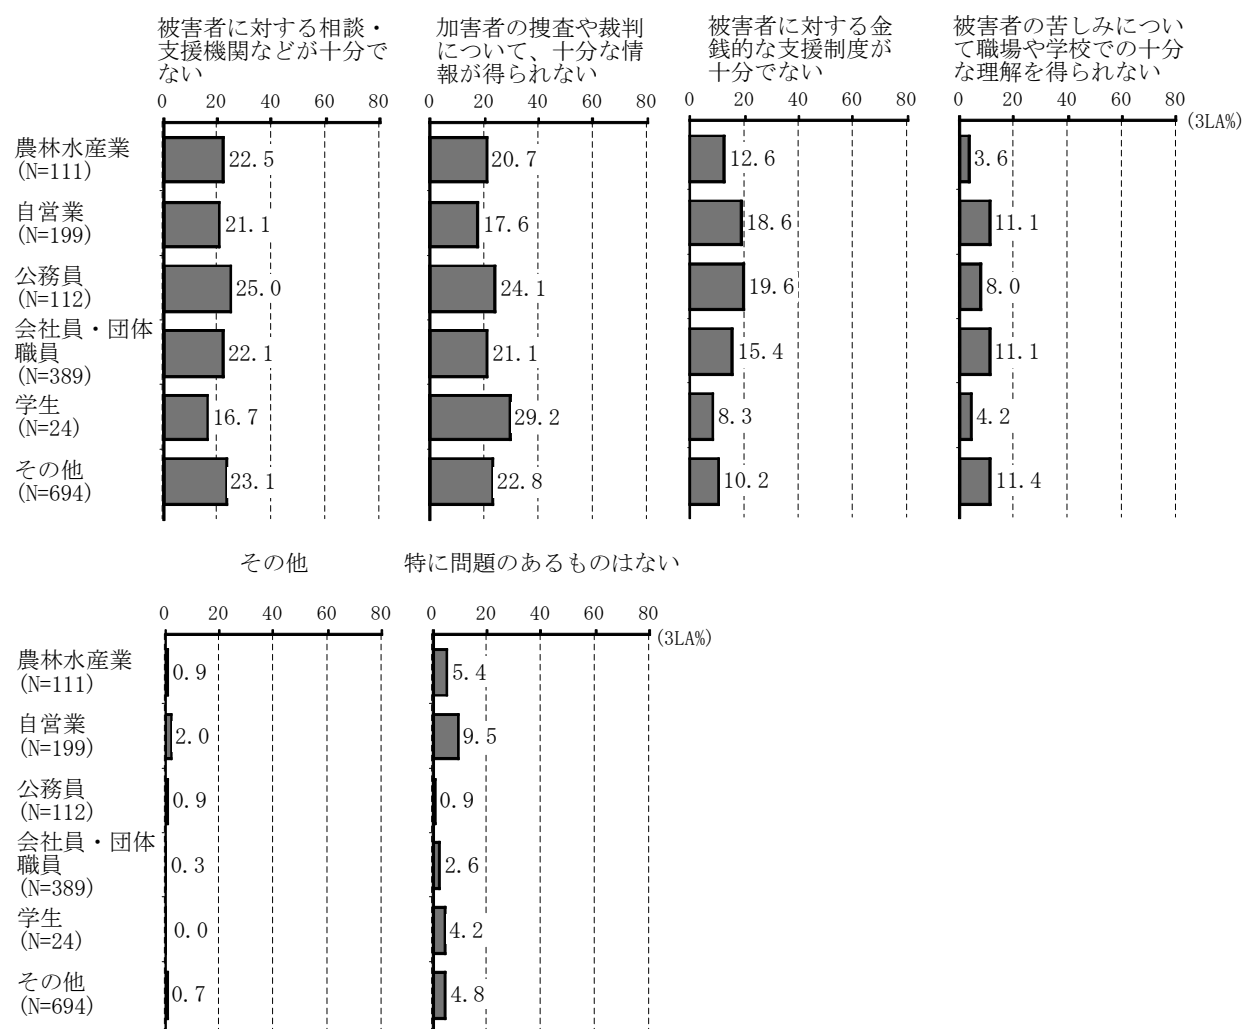 被害者に対する相談・
支援機関などが十分で
ない
加害者の捜査や裁判
について、十分な情
報が得られない
被害者に対する金
銭的な支援制度が
十分でない
被害者の苦しみについ
て職場や学校での十分
な理解を得られない
0 20 40 60 80
0 20 40 60 80
0 20 40 60 80
0 20 40 60 80
(3LA%)
農林水産業
(N=111)
22.5
20.7
12.6
3.6
自営業
(N=199)
21.1
17.6
18.6
11.1
公務員
(N=112)
25.0
24.1
19.6
8.0
会社員・団体
職員
(N=389)
22.1
21.1
15.4
11.1
学生
(N=24)
16.7
29.2
8.3
4.2
その他
(N=694)
23.1
22.8
10.2
11.4
その他
特に問題のあるものはない
0 20 40 60 80
0 20 40 60 80
(3LA%)
農林水産業
(N=111)
0.9
5.4
自営業
(N=199)
2.0
9.5
公務員
(N=112)
0.9
0.9
会社員・団体
職員
(N=389)
0.3
2.6
学生
(N=24)
0.0
4.2
その他
(N=694)
0.7
4.8